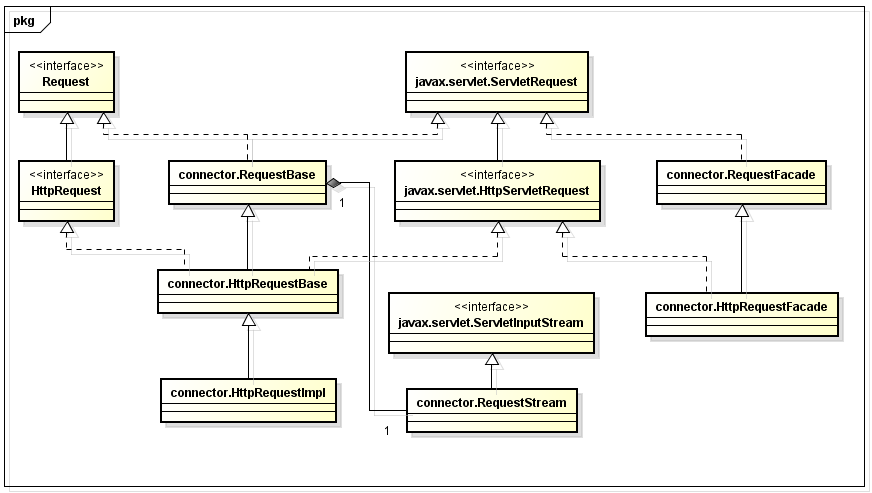 pkg
<<interface>>
Request
<<interface>>
javax.servlet.ServletRequest
<<interface>>
HttpRequest
connector.RequestBase
<<interface>>
javax.servlet.HttpServletRequest
connector.RequestFacade
1
connector.HttpRequestBase
<<interface>>
javax.servlet.ServletInputStream
connector.HttpRequestFacade
connector.HttpRequestImpl
connector.RequestStream
1